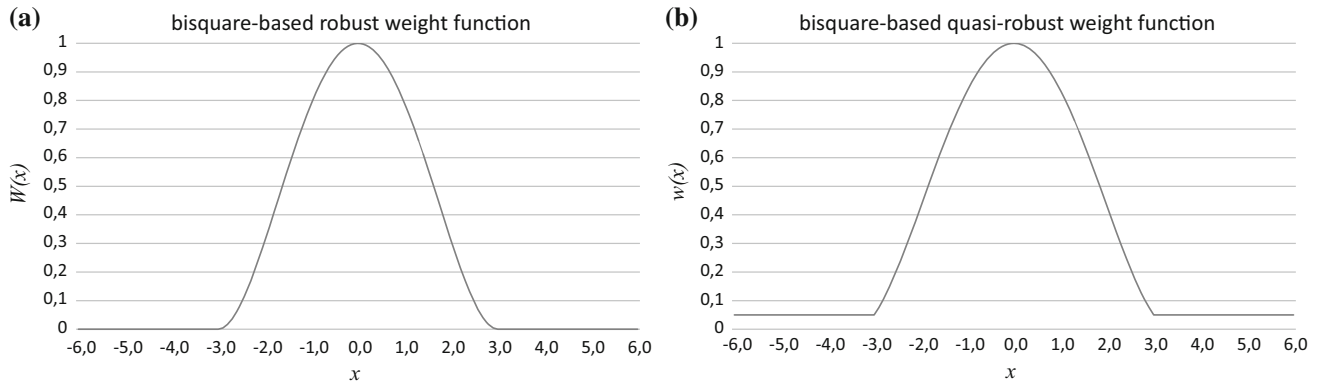 (a)
bisquare-based robust weight function
1
0,9
0,8
0,7
0,6
0,5
0,4
0,3
0,2
0,1
0
W(x)
-6,0 -5,0 -4,0 -3,0 -2,0 -1,0 0,0 1,0 2,0 3,0 4,0 5,0 6,0
x
(b)
bisquare-based quasi-robust weight function
1
0,9
0,8
0,7
0,6
0,5
0,4
0,3
0,2
0,1
0
w(x)
-6,0 -5,0 -4,0 -3,0 -2,0 -1,0 0,0 1,0 2,0 3,0 4,0 5,0 6,0
x